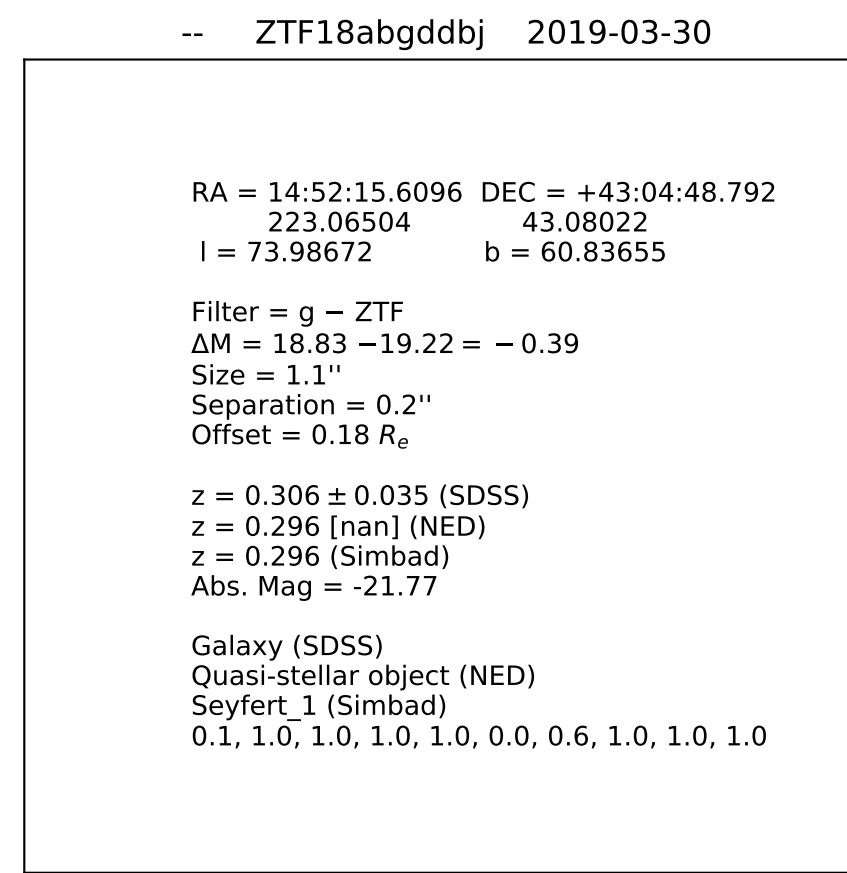 -- ZTF18abgddbj 2019-03-30
RA = 14:52:15.6096 DEC = +43:04:48.792
223.06504 43.08022
l = 73.98672 b = 60.83655
Filter = g − ZTF
ΔM = 18.83 −19.22 = − 0.39
Size = 1.1''
Separation = 0.2''
Offset = 0.18 Rₑ
z = 0.306 ± 0.035 (SDSS)
z = 0.296 [nan] (NED)
z = 0.296 (Simbad)
Abs. Mag = -21.77
Galaxy (SDSS)
Quasi-stellar object (NED)
Seyfert_1 (Simbad)
0.1, 1.0, 1.0, 1.0, 1.0, 0.0, 0.6, 1.0, 1.0, 1.0